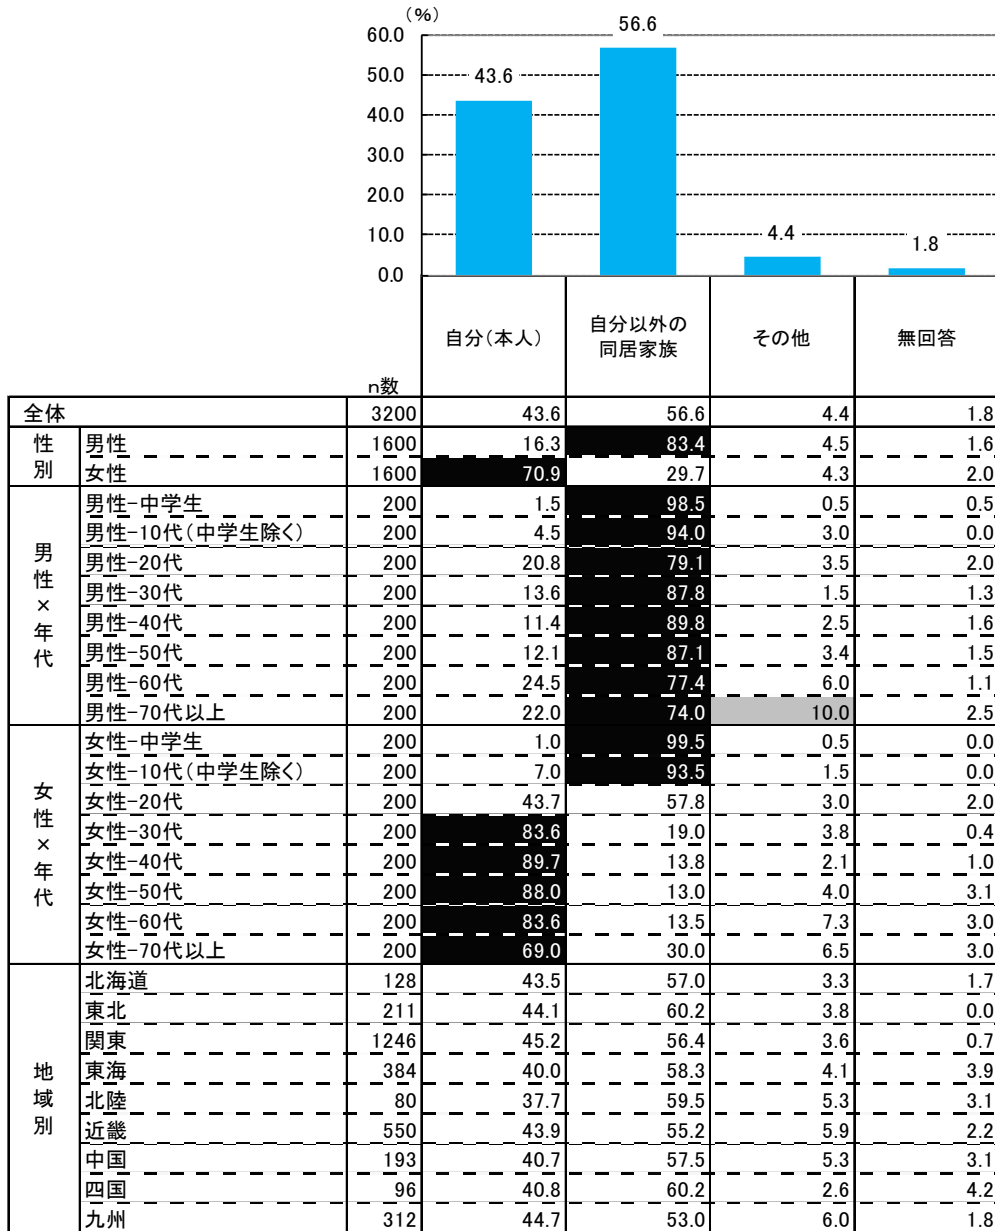 (%)
60.0
50.0
40.0
30.0
20.0
10.0
0.0
43.6
56.6
4.4
1.8
n数 自分(本人) 自分以外の同居家族 その他 無回答
全体 3200 43.6 56.6 4.4 1.8
性別
男性 1600 16.3 83.4 4.5 1.6
女性 1600 70.9 29.7 4.3 2.0
男性×年代
男性-中学生 200 1.5 98.5 0.5 0.5
男性-10代(中学生除く) 200 4.5 94.0 3.0 0.0
男性-20代 200 20.8 79.1 3.5 2.0
男性-30代 200 13.6 87.8 1.5 1.3
男性-40代 200 11.4 89.8 2.5 1.6
男性-50代 200 12.1 87.1 3.4 1.5
男性-60代 200 24.5 77.4 6.0 1.1
男性-70代以上 200 22.0 74.0 10.0 2.5
女性×年代
女性-中学生 200 1.0 99.5 0.5 0.0
女性-10代(中学生除く) 200 7.0 93.5 1.5 0.0
女性-20代 200 43.7 57.8 3.0 2.0
女性-30代 200 83.6 19.0 3.8 0.4
女性-40代 200 89.7 13.8 2.1 1.0
女性-50代 200 88.0 13.0 4.0 3.1
女性-60代 200 83.6 13.5 7.3 3.0
女性-70代以上 200 69.0 30.0 6.5 3.0
地域別
北海道 128 43.5 57.0 3.3 1.7
東北 211 44.1 60.2 3.8 0.0
関東 1246 45.2 56.4 3.6 0.7
東海 384 40.0 58.3 4.1 3.9
北陸 80 37.7 59.5 5.3 3.1
近畿 550 43.9 55.2 5.9 2.2
中国 193 40.7 57.5 5.3 3.1
四国 96 40.8 60.2 2.6 4.2
九州 312 44.7 53.0 6.0 1.8